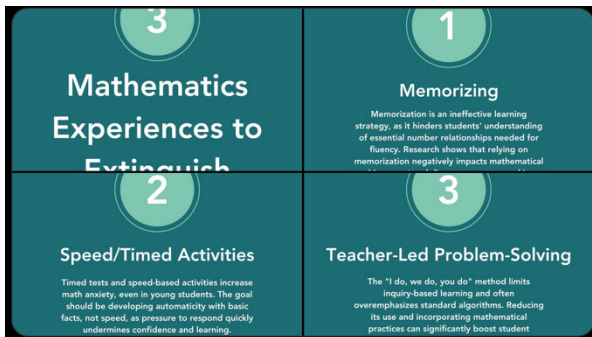 3
Mathematics
Experiences to
Extinguish
1
Memorizing
Memorization is an ineffective learning
strategy, as it hinders students' understanding
of essential number relationships needed for
fluency. Research shows that relying on
memorization negatively impacts mathematical
2
Speed/Timed Activities
Timed tests and speed-based activities increase
math anxiety, even in young students. The goal
should be developing automaticity with basic
facts, not speed, as pressure to respond quickly
undermines confidence and learning.
3
Teacher-Led Problem-Solving
The "I do, we do, you do" method limits
inquiry-based learning and often
overemphasizes standard algorithms. Reducing
its use and incorporating mathematical
practices can significantly boost student